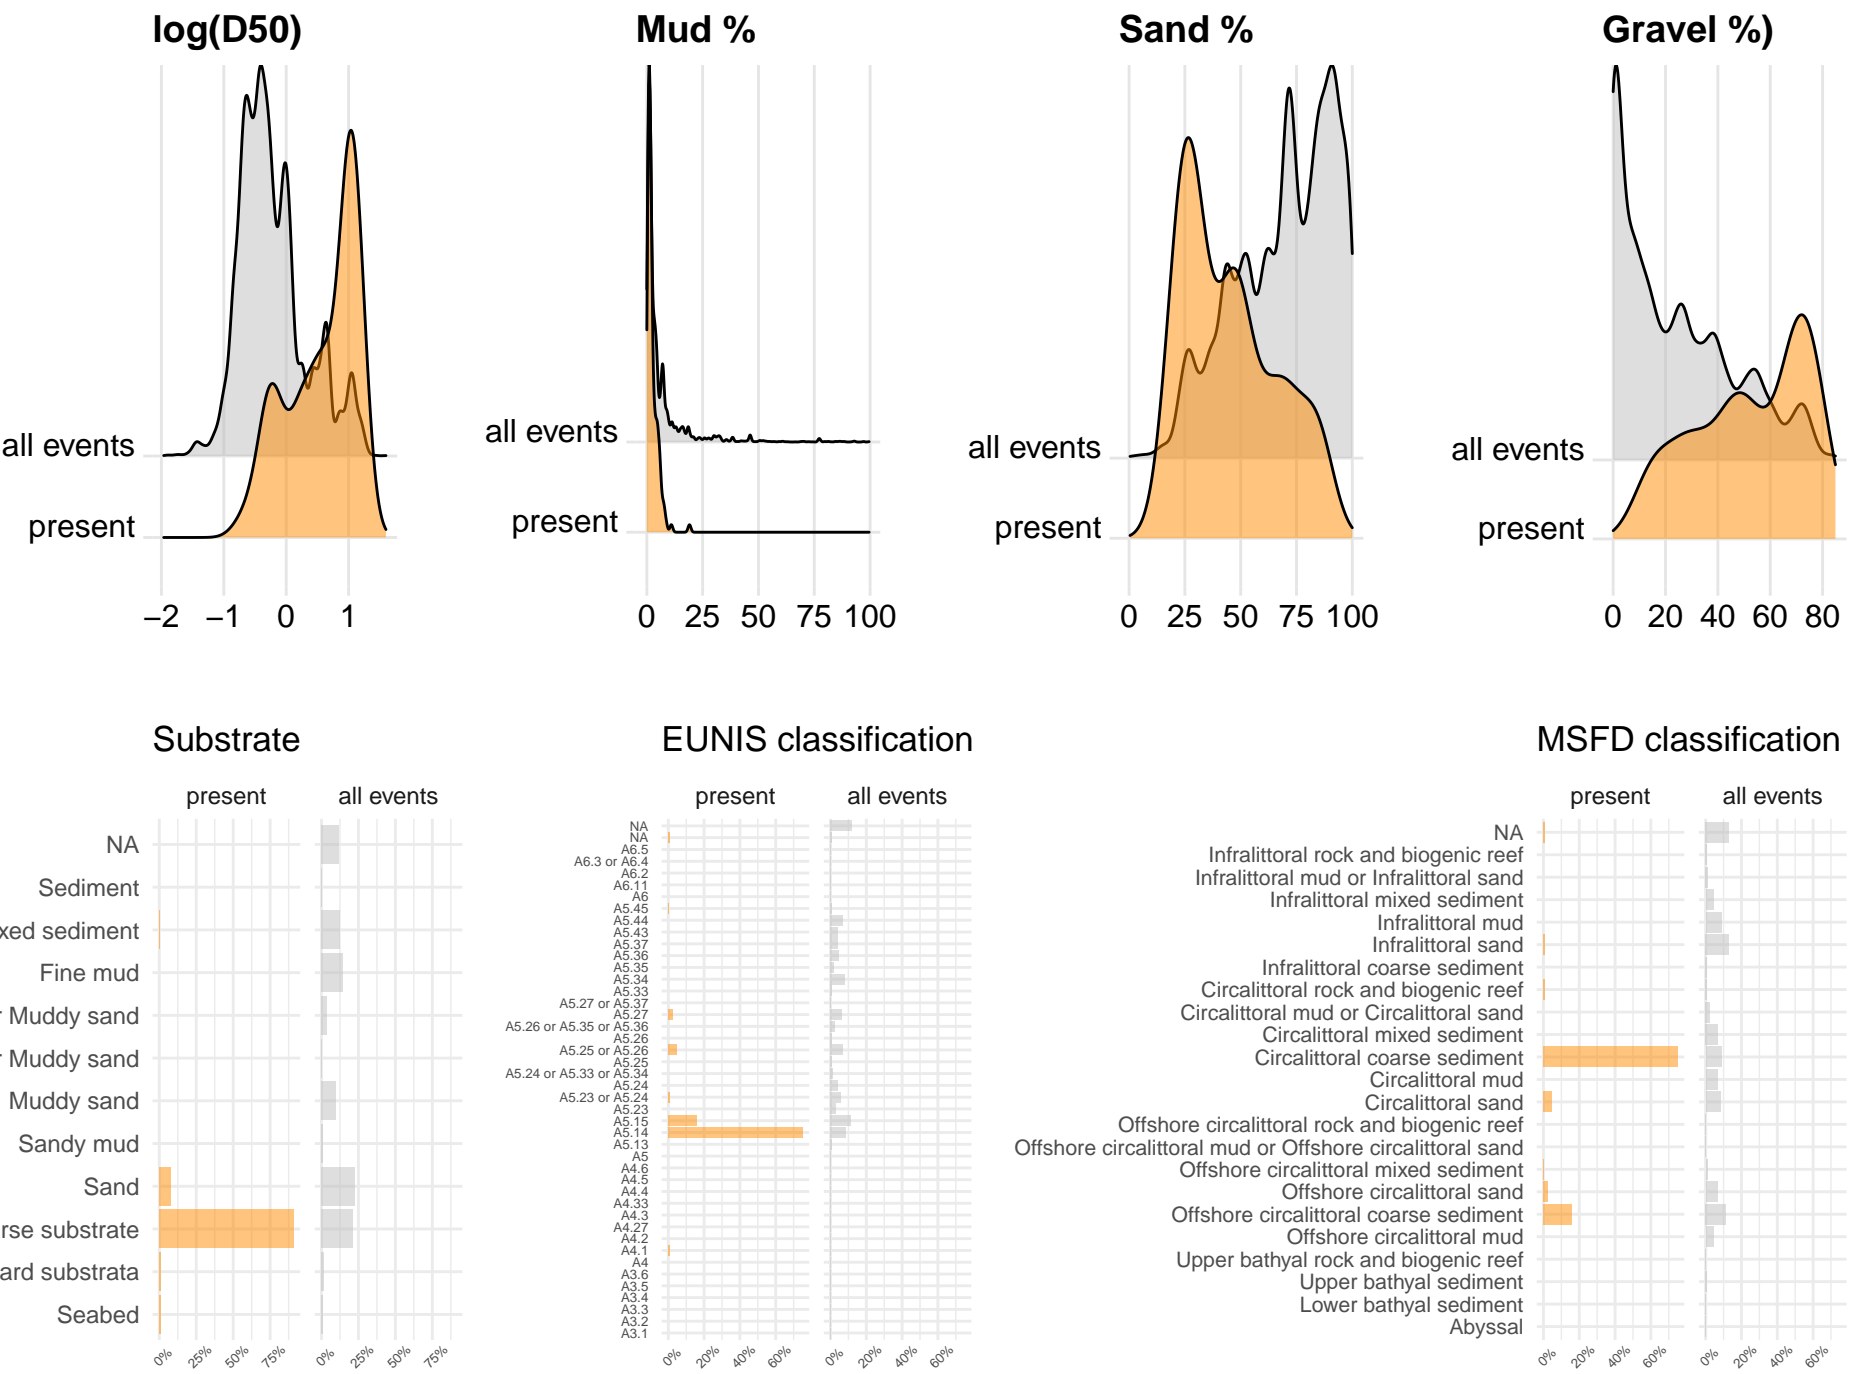 log(D50) Mud % Sand % Gravel %)
all events all events all events all events
present present present present
−2 −1 0 1 0 25 50 75 100 0 25 50 75 100 0 20 40 60 80
Substrate EUNIS classification MSFD classification
present all events present all events present all events
NA
Sediment
xed sediment
Fine mud
r Muddy sand
r Muddy sand
Muddy sand
Sandy mud
Sand
rse substrate
ard substrata
Seabed
0% 25% 50% 75% 0% 25% 50% 75%
NA
NA
A6.5
A6.3 or A6.4
A6.2
A6.11
A6
A5.45
A5.44
A5.43
A5.37
A5.36
A5.35
A5.34
A5.33
A5.27 or A5.37
A5.27
A5.26 or A5.35 or A5.36
A5.26
A5.25 or A5.26
A5.25
A5.24 or A5.33 or A5.34
A5.24
A5.23 or A5.24
A5.23
A5.15
A5.14
A5.13
A5
A4.6
A4.5
A4.4
A4.33
A4.3
A4.27
A4.2
A4.1
A4
A3.6
A3.5
A3.4
A3.3
A3.2
A3.1
0% 20% 40% 60% 0% 20% 40% 60%
NA
Infralittoral rock and biogenic reef
Infralittoral mud or Infralittoral sand
Infralittoral mixed sediment
Infralittoral mud
Infralittoral sand
Infralittoral coarse sediment
Circalittoral rock and biogenic reef
Circalittoral mud or Circalittoral sand
Circalittoral mixed sediment
Circalittoral coarse sediment
Circalittoral mud
Circalittoral sand
Offshore circalittoral rock and biogenic reef
Offshore circalittoral mud or Offshore circalittoral sand
Offshore circalittoral mixed sediment
Offshore circalittoral sand
Offshore circalittoral coarse sediment
Offshore circalittoral mud
Upper bathyal rock and biogenic reef
Upper bathyal sediment
Lower bathyal sediment
Abyssal
0% 20% 40% 60% 0% 20% 40% 60%